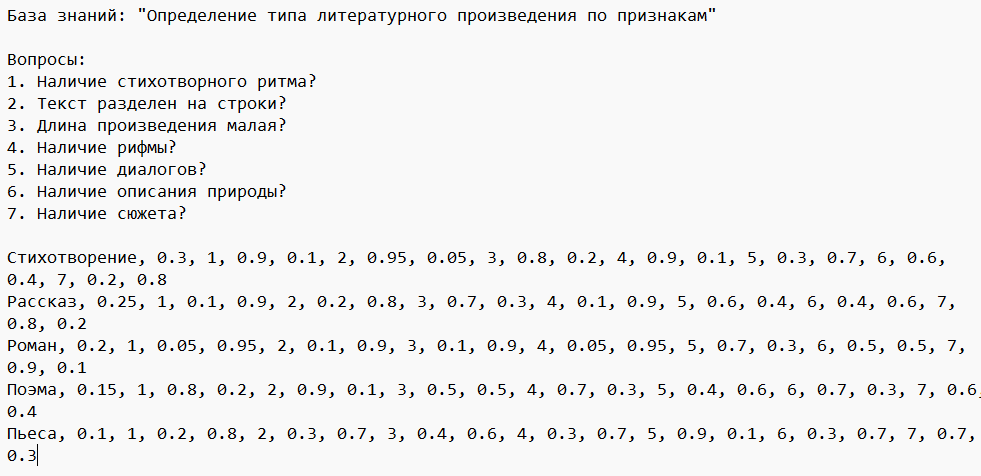 База знаний: "Определение типа литературного произведения по признакам"
Вопросы:
1. Наличие стихотворного ритма?
2. Текст разделен на строки?
3. Длина произведения малая?
4. Наличие рифмы?
5. Наличие диалогов?
6. Наличие описания природы?
7. Наличие сюжета?
Стихотворение, 0.3, 1, 0.9, 0.1, 2, 0.95, 0.05, 3, 0.8, 0.2, 4, 0.9, 0.1, 5, 0.3, 0.7, 6, 0.6,
0.4, 7, 0.2, 0.8
Рассказ, 0.25, 1, 0.1, 0.9, 2, 0.2, 0.8, 3, 0.7, 0.3, 4, 0.1, 0.9, 5, 0.6, 0.4, 6, 0.4, 0.6, 7,
0.8, 0.2
Роман, 0.2, 1, 0.05, 0.95, 2, 0.1, 0.9, 3, 0.1, 0.9, 4, 0.05, 0.95, 5, 0.7, 0.3, 6, 0.5, 0.5, 7,
0.9, 0.1
Поэма, 0.15, 1, 0.8, 0.2, 2, 0.9, 0.1, 3, 0.5, 0.5, 4, 0.7, 0.3, 5, 0.4, 0.6, 6, 0.7, 0.3, 7, 0.6,
0.4
Пьеса, 0.1, 1, 0.2, 0.8, 2, 0.3, 0.7, 3, 0.4, 0.6, 4, 0.3, 0.7, 5, 0.9, 0.1, 6, 0.3, 0.7, 7, 0.7,
0.3